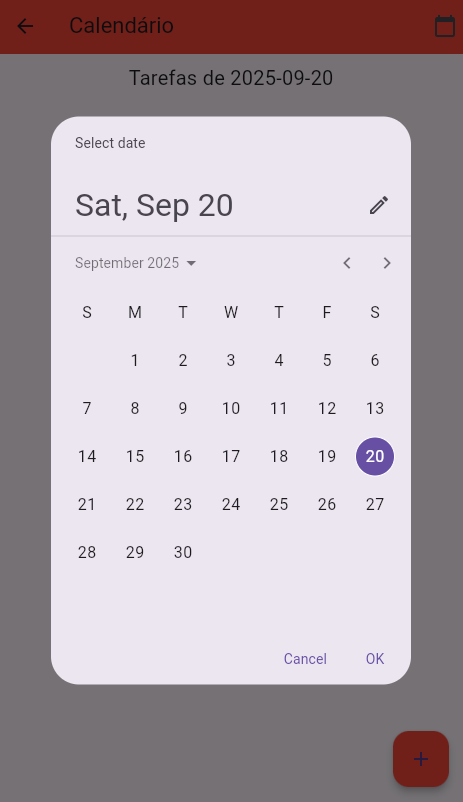 Calendário
Tarefas de 2025-09-20
Select date
Sat, Sep 20
September 2025
S M T W T F S
1 2 3 4 5 6
7 8 9 10 11 12 13
14 15 16 17 18 19 20
21 22 23 24 25 26 27
28 29 30
Cancel OK